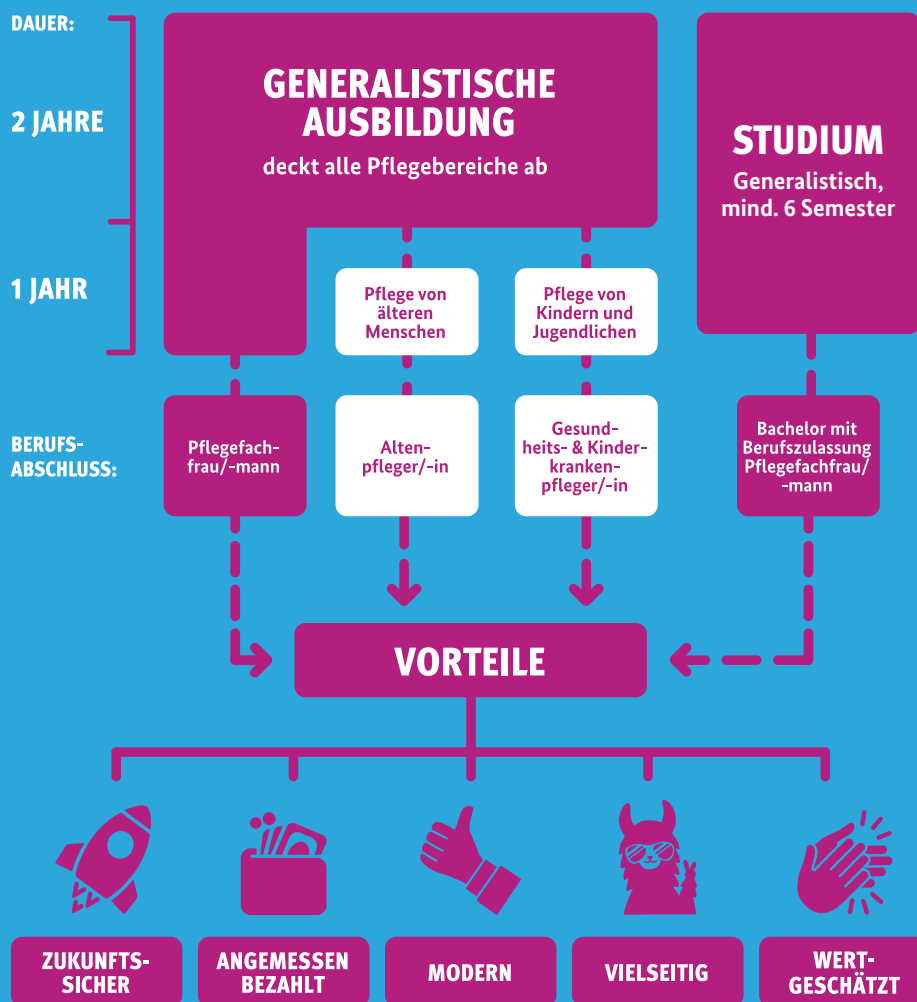 DAUER:
2 JAHRE
1 JAHR
GENERALISTISCHE
AUSBILDUNG
deckt alle Pflegebereiche ab
STUDIUM
Generalistisch,
mind. 6 Semester
Pflege von
älteren
Menschen
Pflege von
Kindern und
Jugendlichen
BERUFS-
ABSCHLUSS:
Pflegefach-
frau/-mann
Alten-
pfleger/-in
Gesund-
heits- & Kinder-
kranken-
pfleger/-in
Bachelor mit
Berufszulassung
Pflegefachfrau/
-mann
VORTEILE
ZUKUNFTS-
SICHER
ANGEMESSEN
BEZAHLT
MODERN
VIELSEITIG
WERT-
GESCHÄTZT